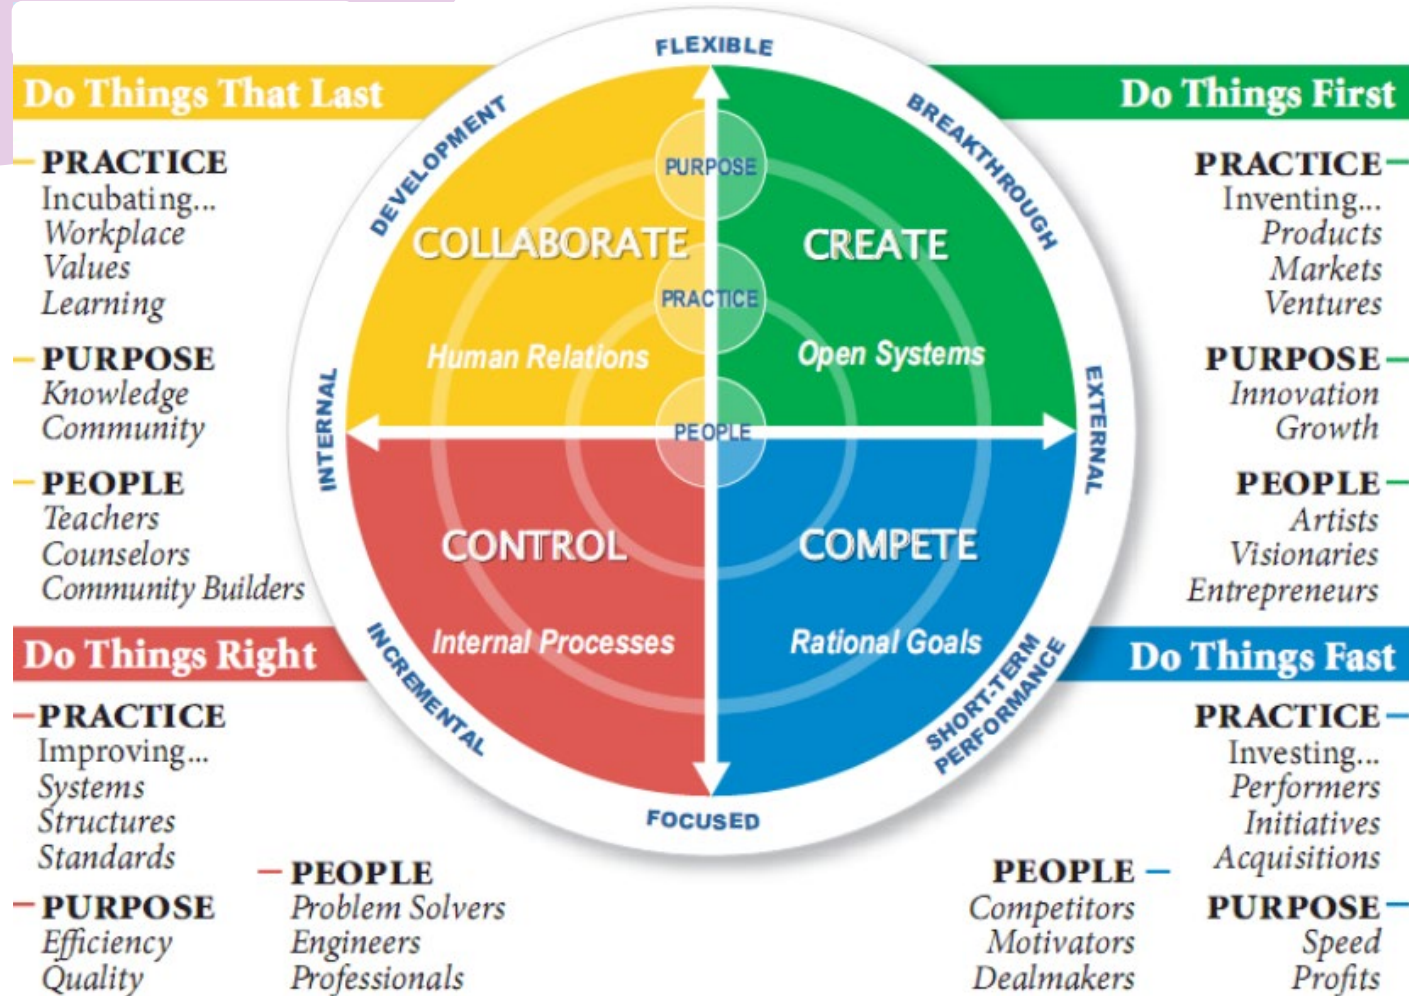 FLEXIBLE
DEVELOPMENT
BREAKTHROUGH
INTERNAL
EXTERNAL
INCREMENTAL
SHORT-TERM
PERFORMANCE
FOCUSED
PURPOSE
PRACTICE
PEOPLE
COLLABORATE
Human Relations
CREATE
Open Systems
CONTROL
Internal Processes
COMPETE
Rational Goals
Do Things That Last
PRACTICE
Incubating...
Workplace
Values
Learning
PURPOSE
Knowledge
Community
PEOPLE
Teachers
Counselors
Community Builders
Do Things First
PRACTICE
Inventing...
Products
Markets
Ventures
PURPOSE
Innovation
Growth
PEOPLE
Artists
Visionaries
Entrepreneurs
Do Things Right
PRACTICE
Improving...
Systems
Structures
Standards
PURPOSE
Efficiency
Quality
PEOPLE
Problem Solvers
Engineers
Professionals
Do Things Fast
PRACTICE
Investing...
Performers
Initiatives
Acquisitions
PEOPLE
Competitors
Motivators
Dealmakers
PURPOSE
Speed
Profits